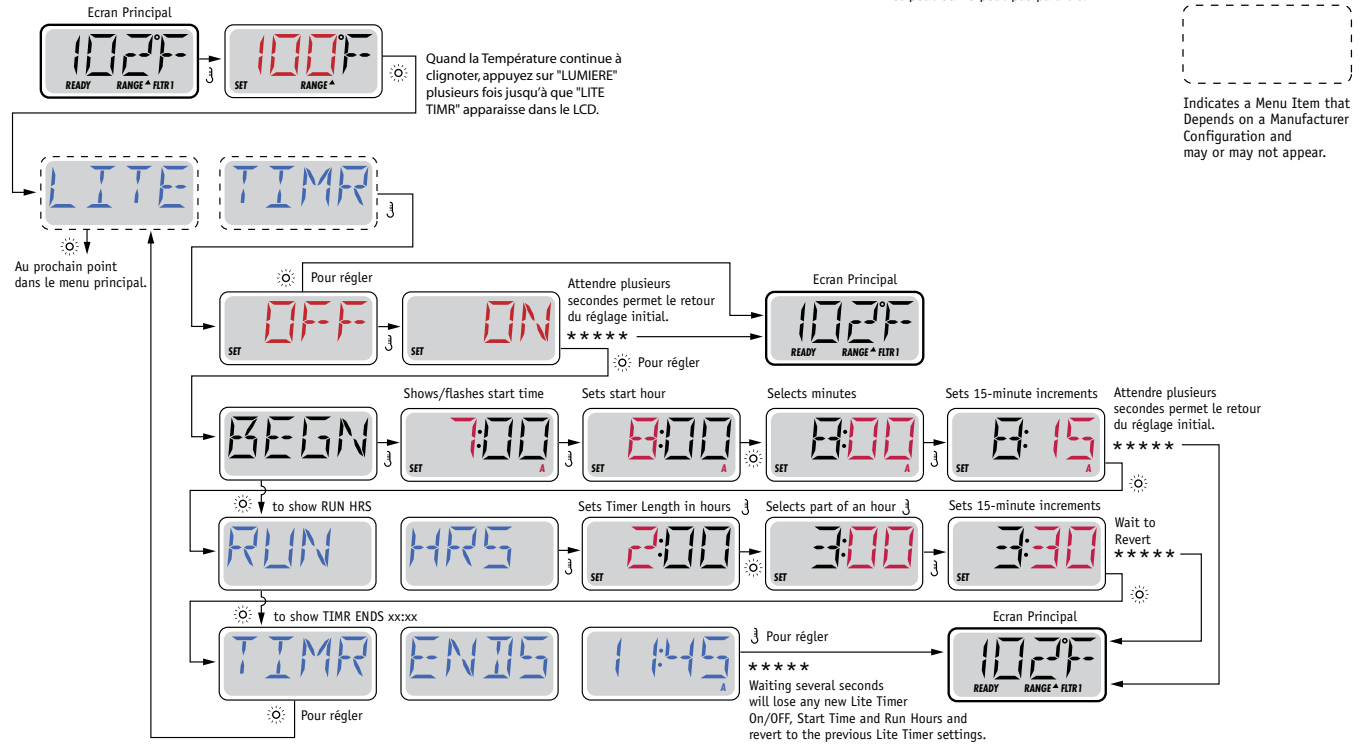 Ecran Principal
102°F
READY RANGE FLTR1
100°F
SET RANGE
Quand la Température continue à
clignoter, appuyez sur "LUMIERE"
plusieurs fois jusqu'à que "LITE
TIMR" apparaisse dans le LCD.
Indicates a Menu Item that
Depends on a Manufacturer
Configuration and
may or may not appear.
LITE
TIMR
Au prochain point
dans le menu principal.
Pour régler
OFF
SET
ON
SET
Attendre plusieurs
secondes permet le retour
du réglage initial.
*****
Pour régler
Ecran Principal
102°F
READY RANGE FLTR1
BEGN
Shows/flashes start time
7:00
SET A
Sets start hour
8:00
SET A
Selects minutes
8:00
SET A
Sets 15-minute increments
8:15
SET A
Attendre plusieurs
secondes permet le retour
du réglage initial.
*****
to show RUN HRS
RUN
HRS
Sets Timer Length in hours
2:00
SET
Selects part of an hour
3:00
SET
Sets 15-minute increments
3:30
SET
Wait to
Revert
*****
to show TIMR ENDS xx:xx
TIMR
ENDS
11:45
A
Pour régler
*****
Waiting several seconds
will lose any new Lite Timer
On/OFF, Start Time and Run Hours and
revert to the previous Lite Timer settings.
Ecran Principal
102°F
READY RANGE FLTR1
Pour régler